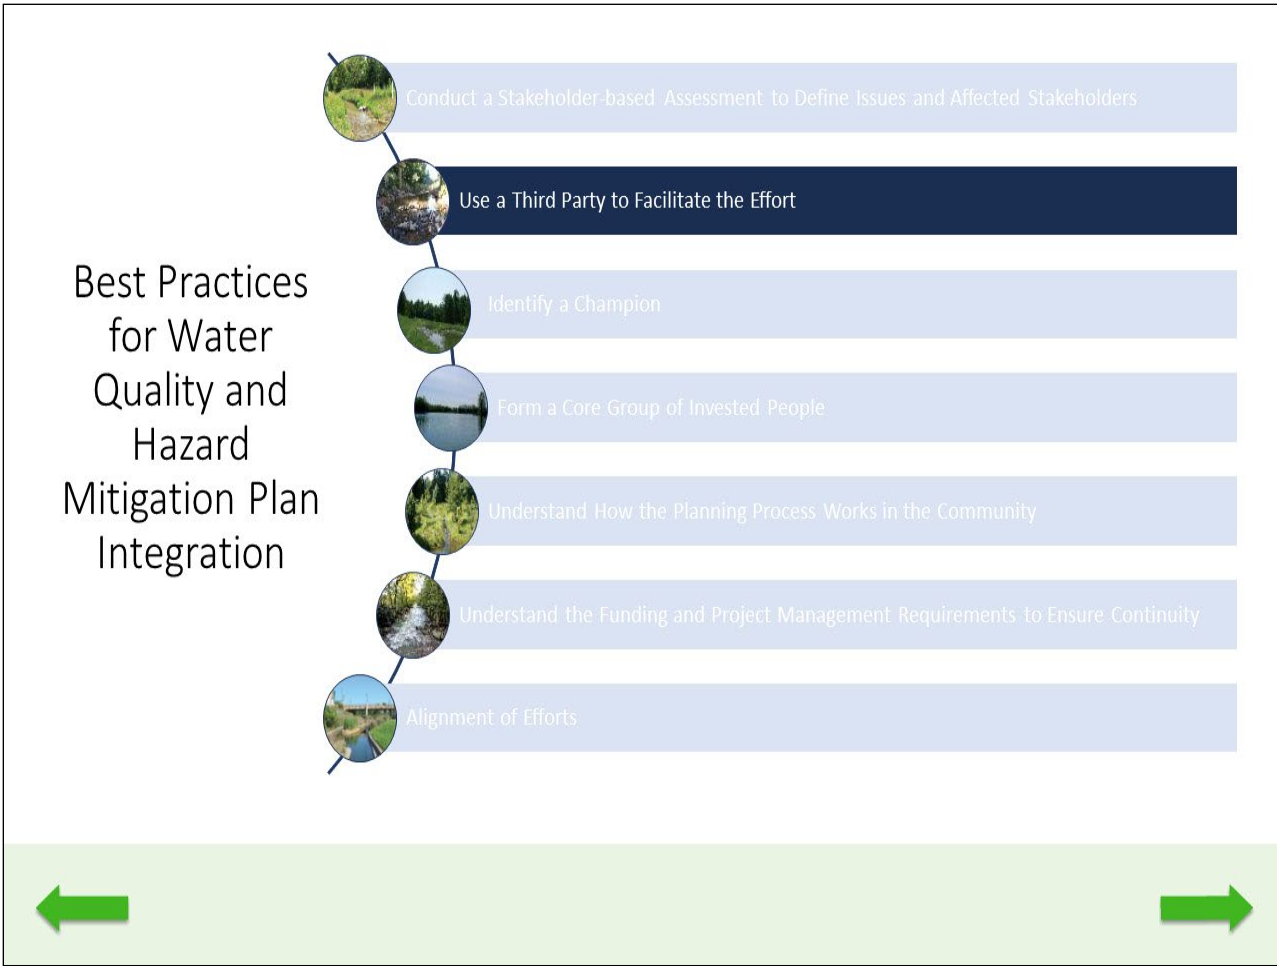 Best Practices
for Water
Quality and
Hazard
Mitigation Plan
Integration
Conduct a Stakeholder-based Assessment to Define Issues and Affected Stakeholders
Use a Third Party to Facilitate the Effort
Identify a Champion
Form a Core Group of Invested People
Understand How the Planning Process Works in the Community
Understand the Funding and Project Management Requirements to Ensure Continuity
Alignment of Efforts